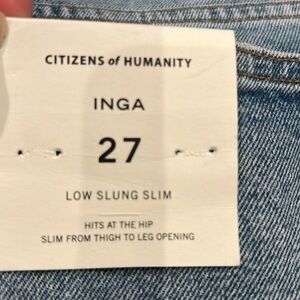 CITIZENS of HUMANITY
INGA
27
LOW SLUNG SLIM
HITS AT THE HIP
SLIM FROM THIGH TO LEG OPENING